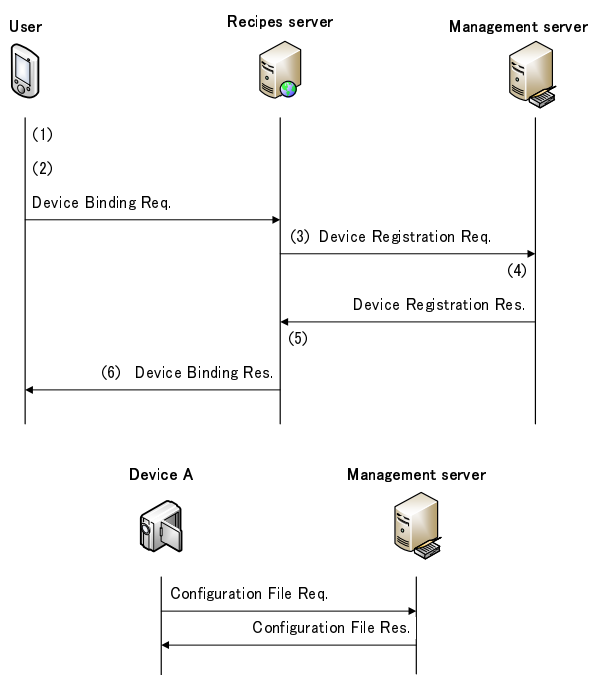 User
Recipes server
Management server
(1)
(2)
Device Binding Req.
(3) Device Registration Req.
(4)
Device Registration Res.
(5)
(6) Device Binding Res.
Device A
Management server
Configuration File Req.
Configuration File Res.